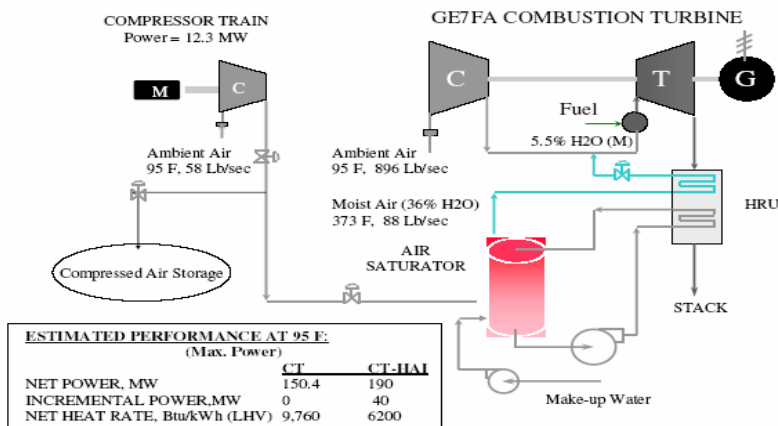 COMPRESSOR TRAIN
Power = 12.3 MW
GE7FA COMBUSTION TURBINE
M
C
C
T
G
Fuel
5.5% H2O (M)
Ambient Air
95 F, 58 Lb/sec
Ambient Air
95 F, 896 Lb/sec
Moist Air (36% H2O)
373 F, 88 Lb/sec
HRU
AIR
SATURATOR
Compressed Air Storage
STACK
Make-up Water
ESTIMATED PERFORMANCE AT 95 F:
(Max. Power)
CT CT-HAI
NET POWER, MW 150.4 190
INCREMENTAL POWER,MW 0 40
NET HEAT RATE, Btu/kWh (LHV) 9,760 6200